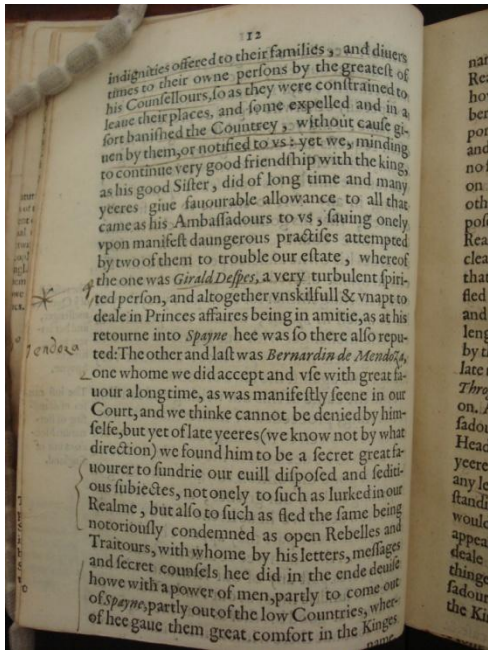 12
indignities offered to their families, and diuers
times to their owne persons by the greatest of
his Counsellours, so as they were constrained to
leaue their places, and some expelled and in a
sort banished the Countrey, without cause gi-
uen by them, or notified to vs: yet we, minding
to continue very good friendship with the king,
as his good Sister, did of long time and many
yeeres giue fauourable allowance to all that
came as his Ambassadours to vs, sauing onely
vpon manifest daungerous practises attempted
by two of them to trouble our estate, whereof
the one was Girald Despes, a very turbulent spiri-
ted person, and altogether vnskilfull & vnapt to
deale in Princes affaires being in amitie, as at his
retourne into Spayne hee was so there also repu-
ted: The other and last was Bernardin de Mendoza,
one whome we did accept and vse with great fa-
uour a long time, as was manifestly seene in our
Court, and we thinke cannot be denied by him-
selfe, but yet of late yeeres (we know not by what
direction) we found him to be a secret great fa-
uourer to sundrie our euill disposed and sediti-
ous subiectes, not onely to such as lurked in our
Realme, but also to such as fled the same being
notoriously condemned as open Rebelles and
Traitours, with whome by his letters, messages
and secret counsels hee did in the ende deuise
howe with a power of men, partly to come out
of Spayne, partly out of the low Countries, wher-
of hee gaue them great comfort in the Kinges
name
mendoza